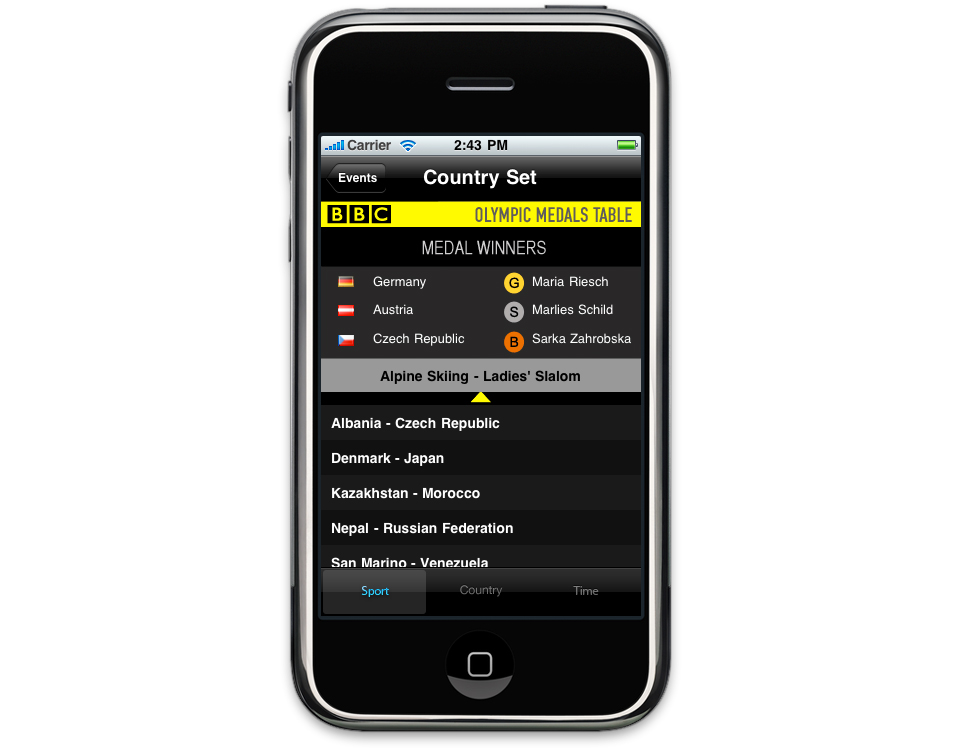 Carrier 2:43 PM
Events Country Set
BBC OLYMPIC MEDALS TABLE
MEDAL WINNERS
Germany G Maria Riesch
Austria S Marlies Schild
Czech Republic B Sarka Zahrobska
Alpine Skiing - Ladies' Slalom
Albania - Czech Republic
Denmark - Japan
Kazakhstan - Morocco
Nepal - Russian Federation
San Marino - Venezuela
Sport Country Time